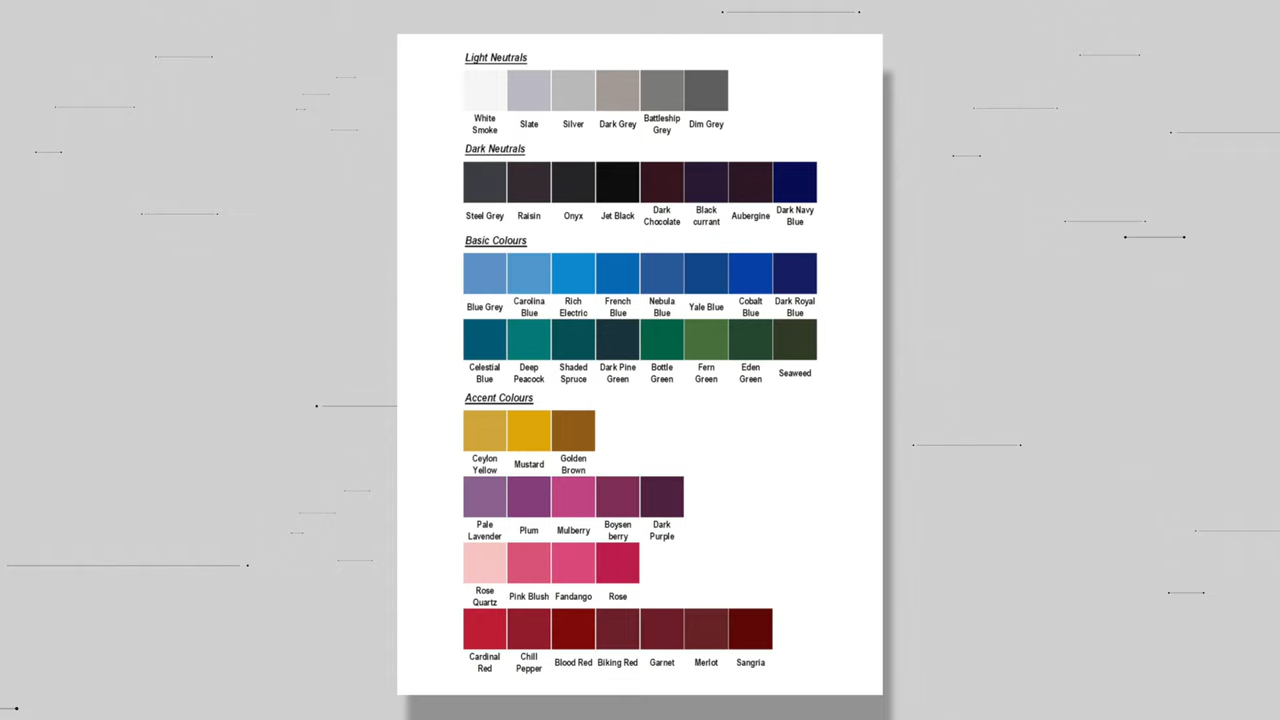 Light Neutrals
White Smoke
Slate
Silver
Dark Grey
Battleship Grey
Dim Grey
Dark Neutrals
Steel Grey
Raisin
Onyx
Jet Black
Dark Chocolate
Black currant
Aubergine
Dark Navy Blue
Basic Colours
Blue Grey
Carolina Blue
Rich Electric
French Blue
Nebula Blue
Yale Blue
Cobalt Blue
Dark Royal Blue
Celestial Blue
Deep Peacock
Shaded Spruce
Dark Pine Green
Bottle Green
Fern Green
Eden Green
Seaweed
Accent Colours
Ceylon Yellow
Mustard
Golden Brown
Pale Lavender
Plum
Mulberry
Boysen berry
Dark Purple
Rose Quartz
Pink Blush
Fandango
Rose
Cardinal Red
Chill Pepper
Blood Red
Biking Red
Garnet
Merlot
Sangria